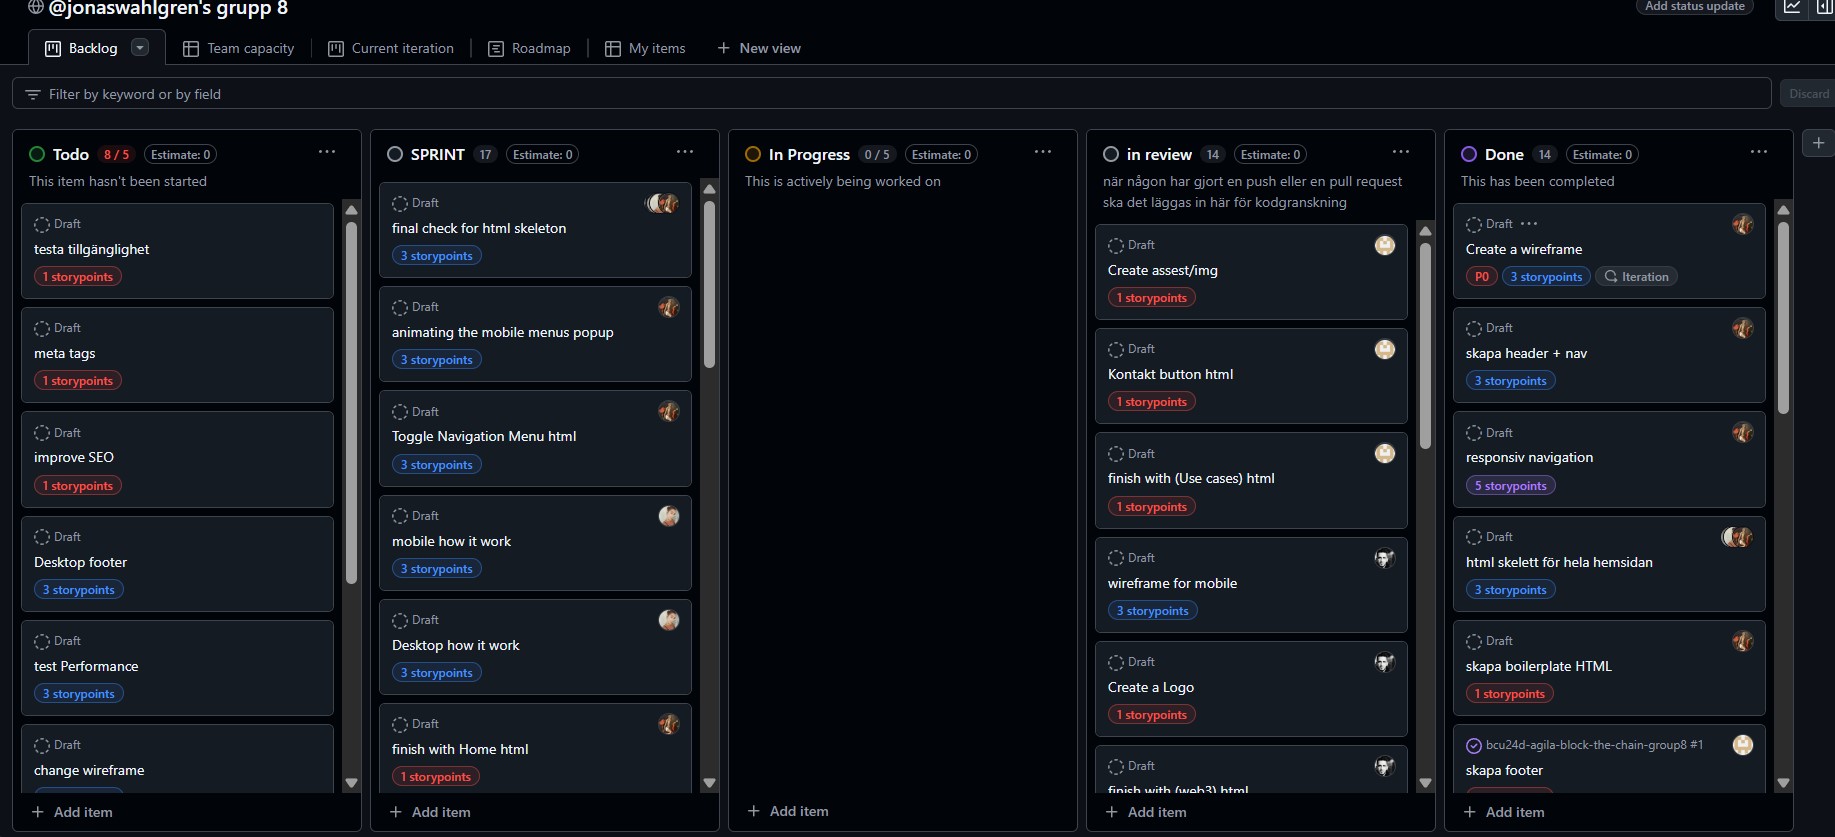 @jonaswahlgren's grupp 8
Add status update
Backlog
Team capacity
Current iteration
Roadmap
My items
New view
Filter by keyword or by field
Discard
Todo 8 / 5 Estimate: 0
This item hasn't been started
Draft
testa tillgänglighet
1 storypoints
Draft
meta tags
1 storypoints
Draft
improve SEO
1 storypoints
Draft
Desktop footer
3 storypoints
Draft
test Performance
3 storypoints
Draft
change wireframe
Add item
SPRINT 17 Estimate: 0
Draft
final check for html skeleton
3 storypoints
Draft
animating the mobile menus popup
3 storypoints
Draft
Toggle Navigation Menu html
3 storypoints
Draft
mobile how it work
3 storypoints
Draft
Desktop how it work
3 storypoints
Draft
finish with Home html
1 storypoints
Add item
In Progress 0 / 5 Estimate: 0
This is actively being worked on
Add item
in review 14 Estimate: 0
när någon har gjort en push eller en pull request
ska det läggas in här för kodgranskning
Draft
Create assest/img
1 storypoints
Draft
Kontakt button html
1 storypoints
Draft
finish with (Use cases) html
1 storypoints
Draft
wireframe for mobile
3 storypoints
Draft
Create a Logo
1 storypoints
Draft
finish with (web3) html
Add item
Done 14 Estimate: 0
This has been completed
Draft
Create a wireframe
P0 3 storypoints Iteration
Draft
skapa header + nav
3 storypoints
Draft
responsiv navigation
5 storypoints
Draft
html skelett för hela hemsidan
3 storypoints
Draft
skapa boilerplate HTML
1 storypoints
bcu24d-agila-block-the-chain-group8 #1
skapa footer
Add item